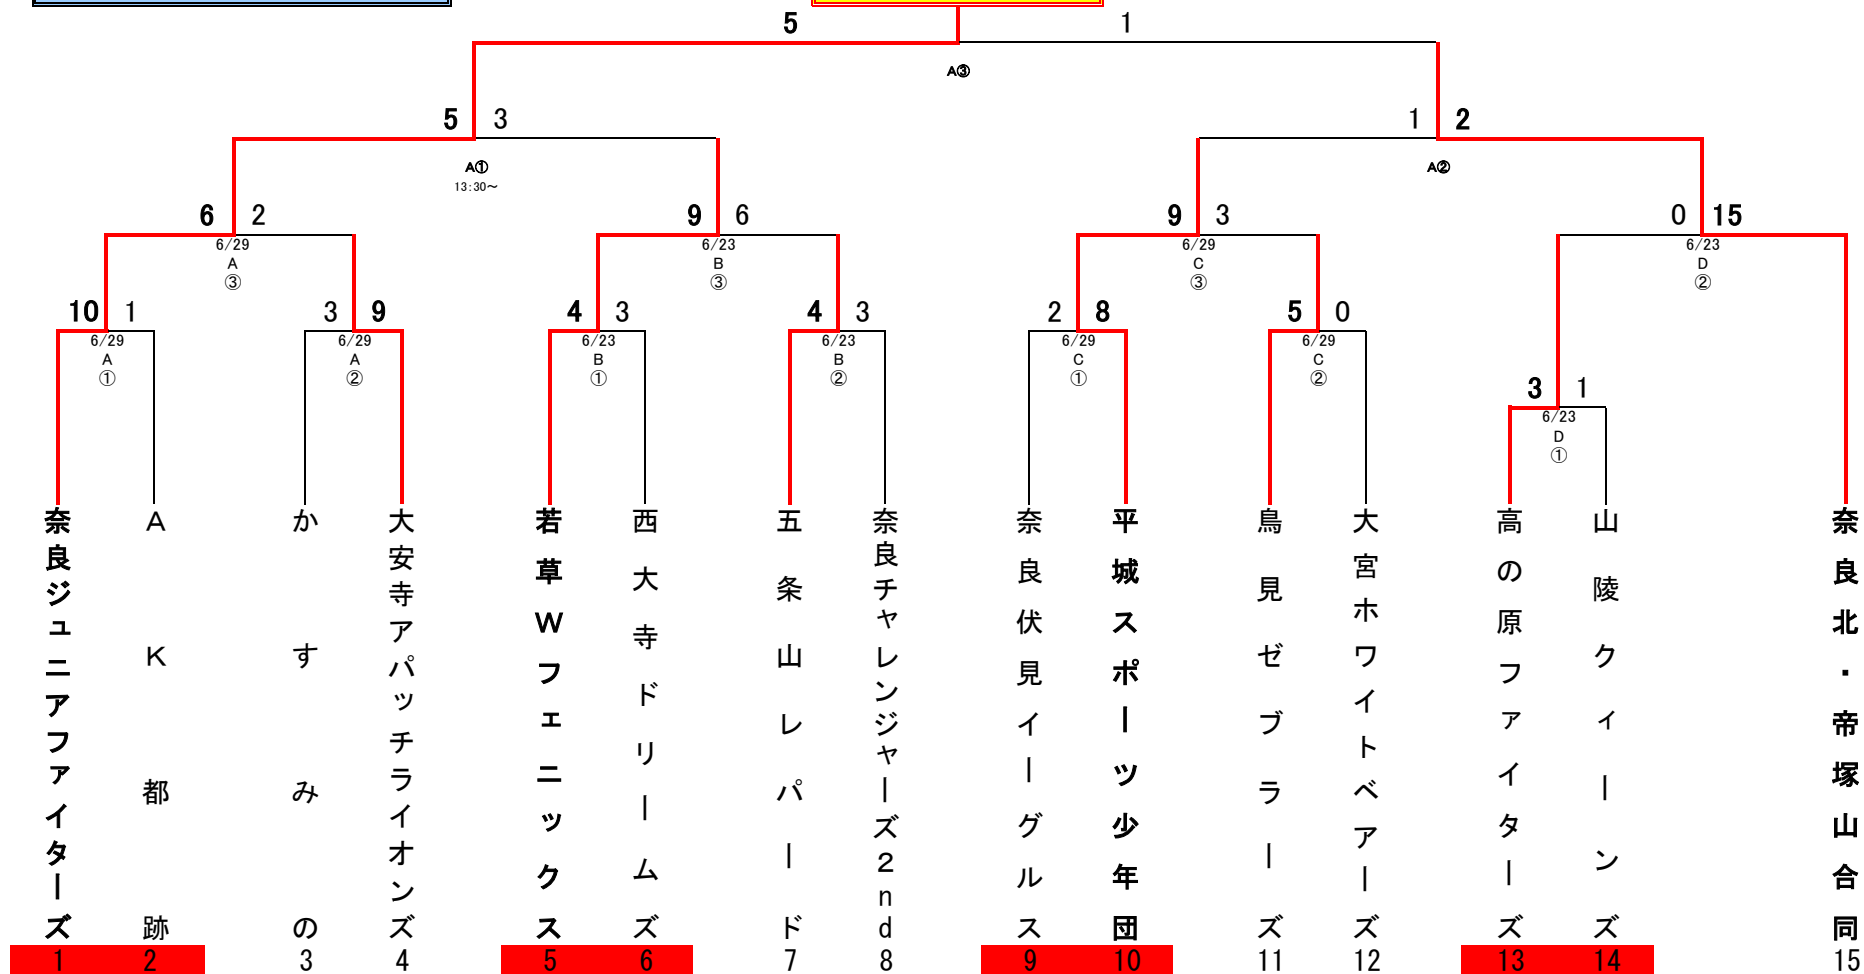 5 1
A③
5 3 1 2
A① A②
13:30～
6 2 9 6 9 3 0 15
6/29 6/23 6/29 6/23
A B C D
③ ③ ③ ②
10 1 3 9 4 3 4 3 2 8 5 0
6/29 6/29 6/23 6/23 6/29 6/29
A A B B C C
① ② ① ② ① ②
3 1
6/23
D
①
奈良ジュニアファイターズ
AK都跡
かすみの
大安寺アパッチライオンズ
若草Wフェニックス
西大寺ドリームズ
五条山レパード
奈良チャレンジャーズ2nd
奈良伏見イーグルス
平城スポーツ少年団
鳥見ゼブラーズ
大宮ホワイトベアーズ
高の原ファイターズ
山陵クィーンズ
奈良北・帝塚山合同
1 2 3 4 5 6 7 8 9 10 11 12 13 14 15